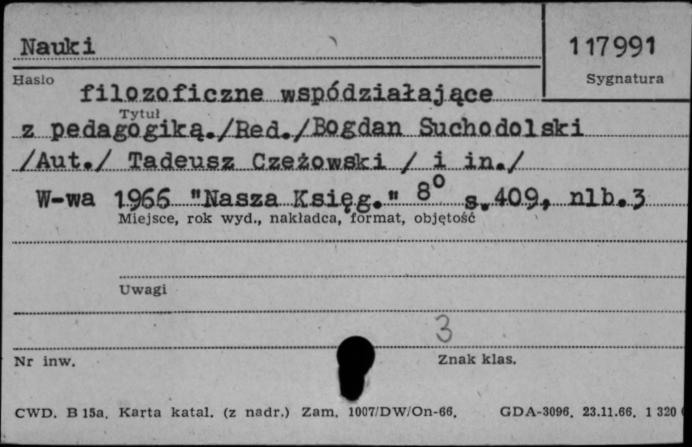 Nauki
117991
Hasło
Sygnatura
filozoficzne wspódziałające
Tytuł
z pedagogiką./Red./Bogdan Suchodolski
/Aut./ Tadeusz Czeżowski / i in./
W-wa 1966 "Nasza Księg." 8° s.409, nlb.3
Miejsce, rok wyd., nakładca, format, objętość
Uwagi
3
Nr inw.
Znak klas.
CWD. B 15a. Karta katal. (z nadr.) Zam. 1007/DW/On-66. GDA-3096. 23.11.66. 1 320